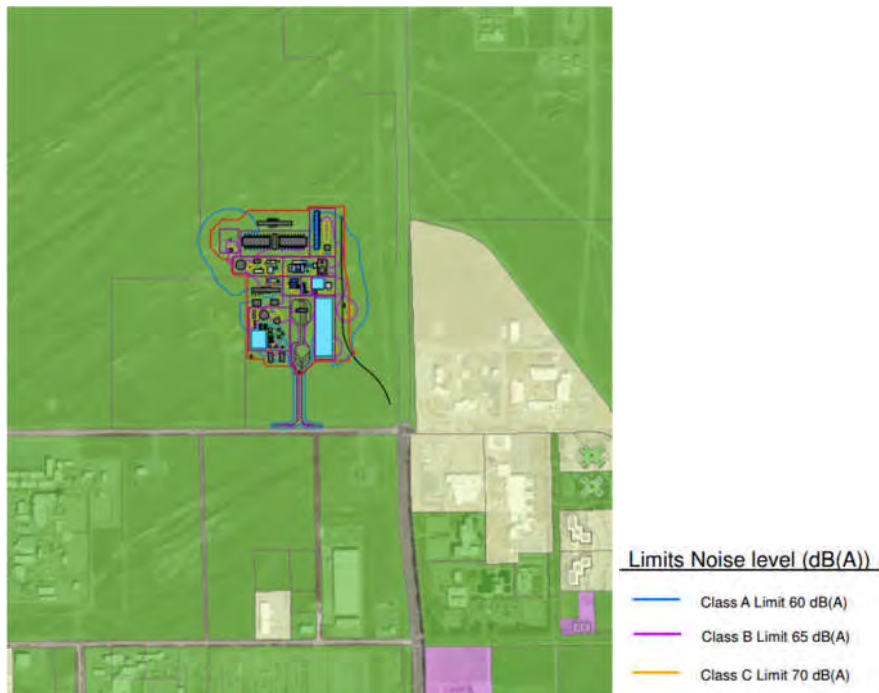 Limits Noise level (dB(A))
Class A Limit 60 dB(A)
Class B Limit 65 dB(A)
Class C Limit 70 dB(A)